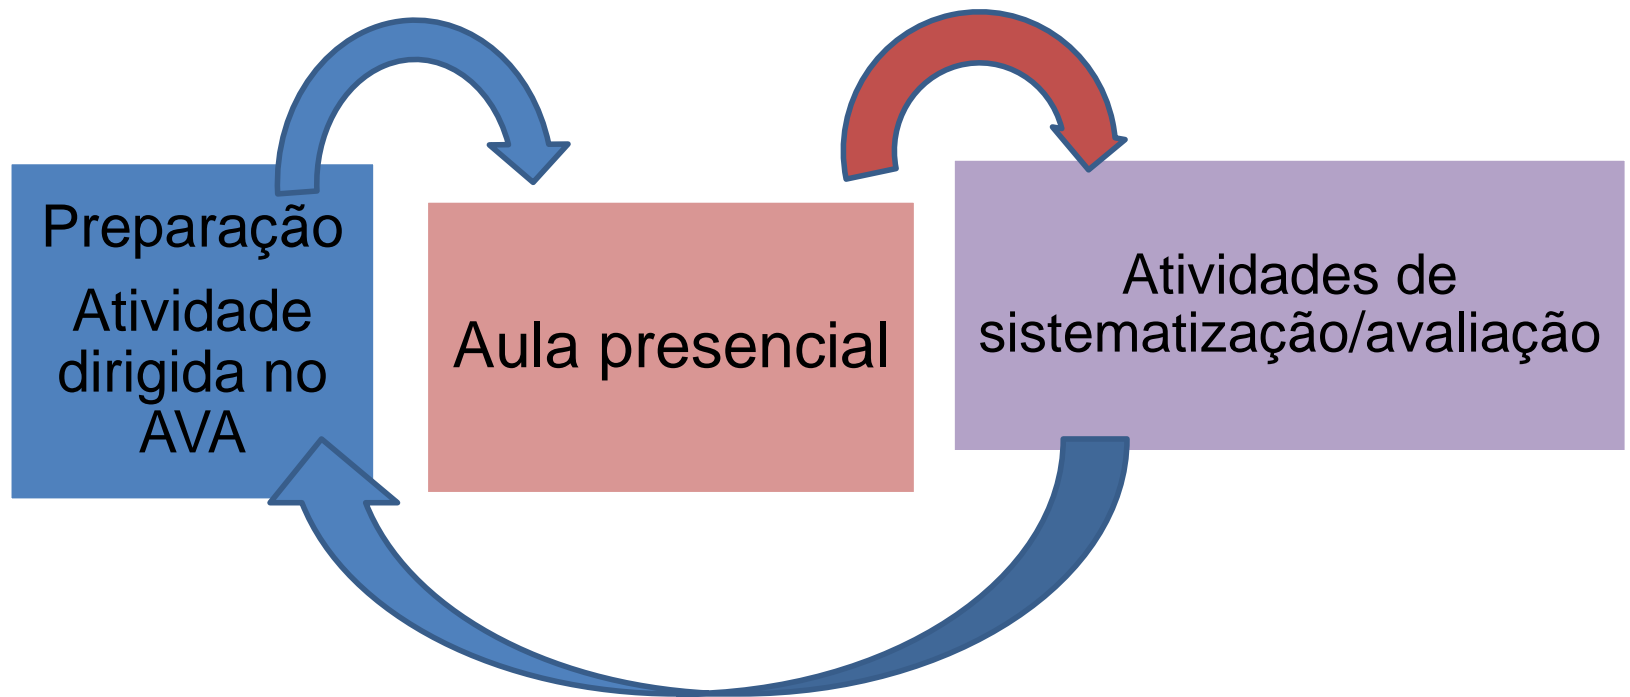 Preparação
Atividade
dirigida no
AVA
Aula presencial
Atividades de
sistematização/avaliação